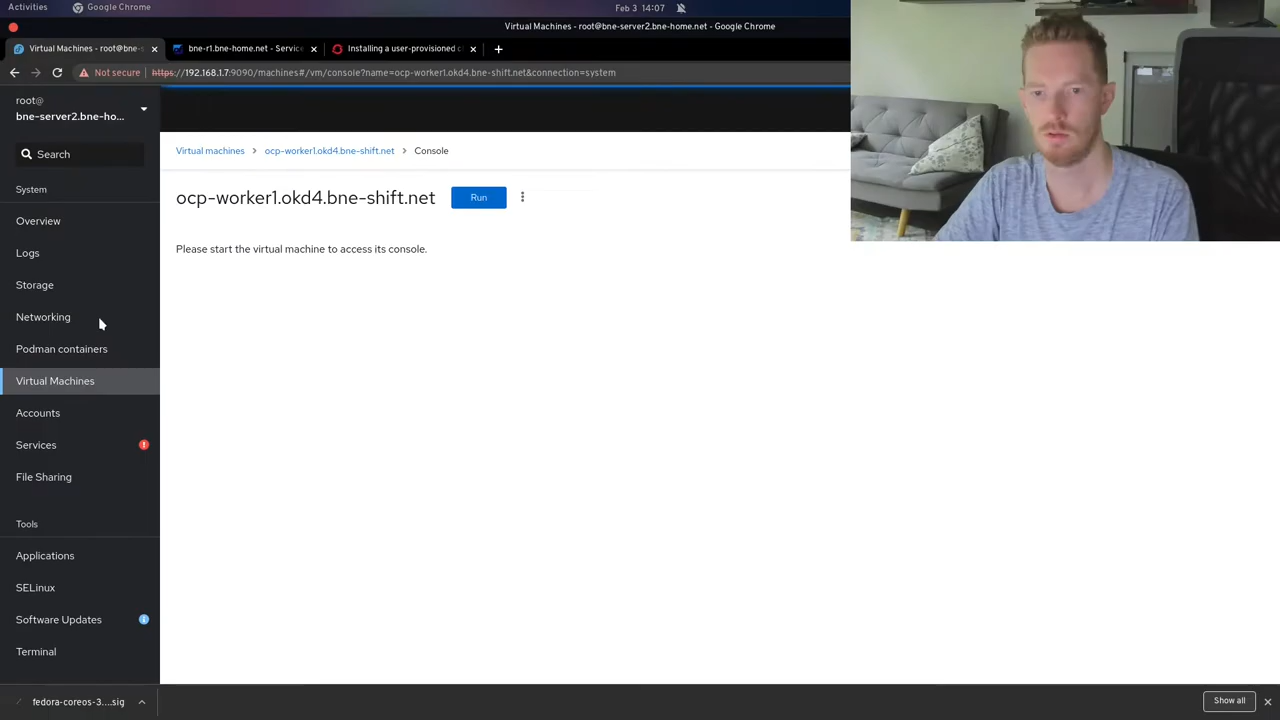 Activities
Google Chrome
Feb 3 14:07
Virtual Machines - root@bne-server2.bne-home.net - Google Chrome
Virtual Machines - root@bne-s
bne-r1.bne-home.net - Service
Installing a user-provisioned c
Not secure
https://192.168.1.7:9090/machines#/vm/console?name=ocp-worker1.okd4.bne-shift.net&connection=system
root@
bne-server2.bne-ho...
Search
System
Overview
Logs
Storage
Networking
Podman containers
Virtual Machines
Accounts
Services
File Sharing
Tools
Applications
SELinux
Software Updates
Terminal
Virtual machines > ocp-worker1.okd4.bne-shift.net > Console
ocp-worker1.okd4.bne-shift.net
Run
Please start the virtual machine to access its console.
fedora-coreos-3....sig
Show all